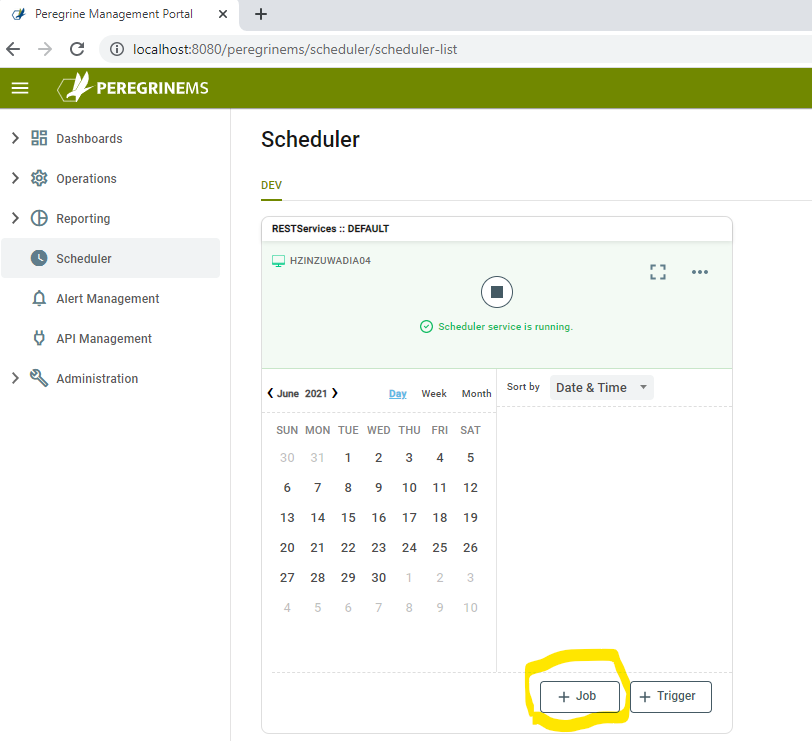 Peregrine Management Portal
localhost:8080/peregrinems/scheduler/scheduler-list
PEREGRINEMS
Dashboards
Operations
Reporting
Scheduler
Alert Management
API Management
Administration
Scheduler
DEV
RESTServices :: DEFAULT
HZINZUWADIA04
Scheduler service is running.
June 2021
Day Week Month
Sort by Date & Time
SUN MON TUE WED THU FRI SAT
30 31 1 2 3 4 5
6 7 8 9 10 11 12
13 14 15 16 17 18 19
20 21 22 23 24 25 26
27 28 29 30 1 2 3
4 5 6 7 8 9 10
+ Job
+ Trigger